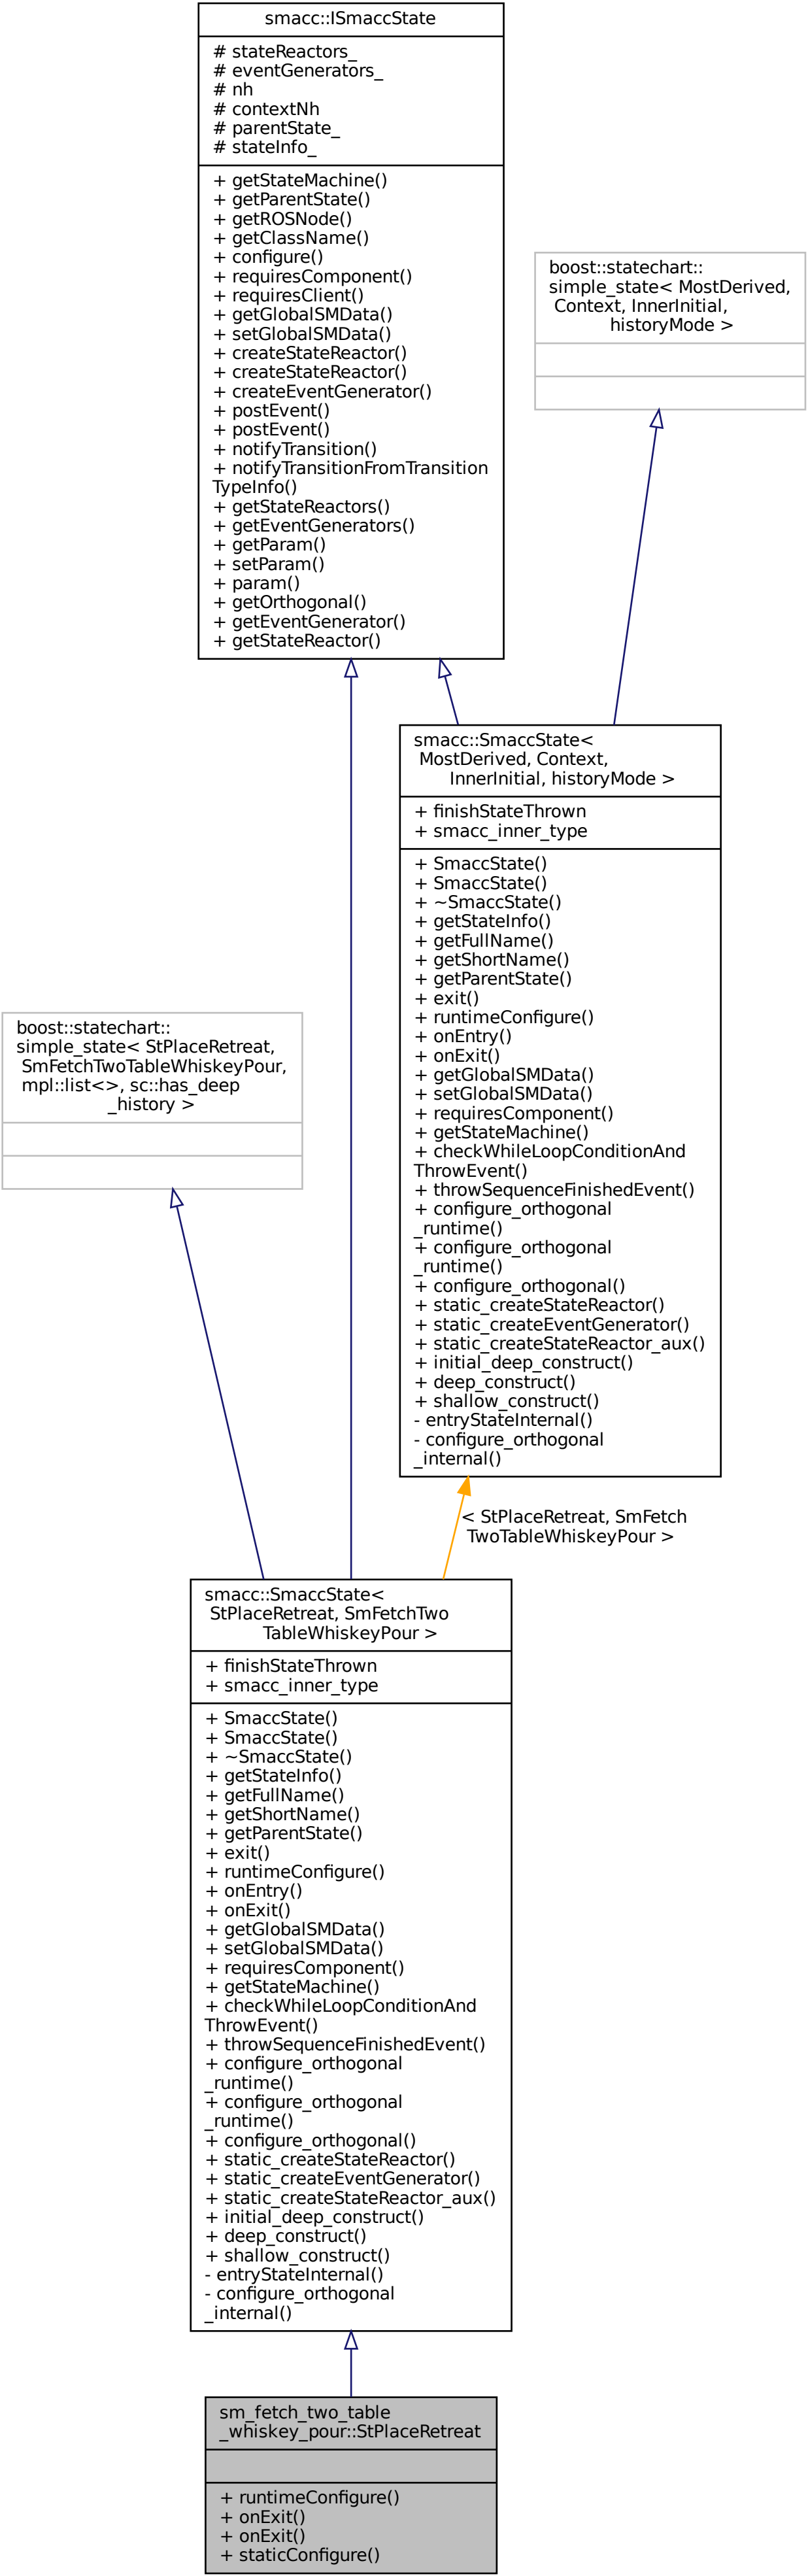 smacc::ISmaccState
# stateReactors_
# eventGenerators_
# nh
# contextNh
# parentState_
# stateInfo_
+ getStateMachine()
+ getParentState()
+ getROSNode()
+ getClassName()
+ configure()
+ requiresComponent()
+ requiresClient()
+ getGlobalSMData()
+ setGlobalSMData()
+ createStateReactor()
+ createStateReactor()
+ createEventGenerator()
+ postEvent()
+ postEvent()
+ notifyTransition()
+ notifyTransitionFromTransition
TypeInfo()
+ getStateReactors()
+ getEventGenerators()
+ getParam()
+ setParam()
+ param()
+ getOrthogonal()
+ getEventGenerator()
+ getStateReactor()
boost::statechart::
simple_state< MostDerived,
Context, InnerInitial,
historyMode >
smacc::SmaccState<
MostDerived, Context,
InnerInitial, historyMode >
+ finishStateThrown
+ smacc_inner_type
+ SmaccState()
+ SmaccState()
+ ~SmaccState()
+ getStateInfo()
+ getFullName()
+ getShortName()
+ getParentState()
+ exit()
+ runtimeConfigure()
+ onEntry()
+ onExit()
+ getGlobalSMData()
+ setGlobalSMData()
+ requiresComponent()
+ getStateMachine()
+ checkWhileLoopConditionAnd
ThrowEvent()
+ throwSequenceFinishedEvent()
+ configure_orthogonal
_runtime()
+ configure_orthogonal
_runtime()
+ configure_orthogonal()
+ static_createStateReactor()
+ static_createEventGenerator()
+ static_createStateReactor_aux()
+ initial_deep_construct()
+ deep_construct()
+ shallow_construct()
- entryStateInternal()
- configure_orthogonal
_internal()
boost::statechart::
simple_state< StPlaceRetreat,
SmFetchTwoTableWhiskeyPour,
mpl::list<>, sc::has_deep
_history >
< StPlaceRetreat, SmFetch
TwoTableWhiskeyPour >
smacc::SmaccState<
StPlaceRetreat, SmFetchTwo
TableWhiskeyPour >
+ finishStateThrown
+ smacc_inner_type
+ SmaccState()
+ SmaccState()
+ ~SmaccState()
+ getStateInfo()
+ getFullName()
+ getShortName()
+ getParentState()
+ exit()
+ runtimeConfigure()
+ onEntry()
+ onExit()
+ getGlobalSMData()
+ setGlobalSMData()
+ requiresComponent()
+ getStateMachine()
+ checkWhileLoopConditionAnd
ThrowEvent()
+ throwSequenceFinishedEvent()
+ configure_orthogonal
_runtime()
+ configure_orthogonal
_runtime()
+ configure_orthogonal()
+ static_createStateReactor()
+ static_createEventGenerator()
+ static_createStateReactor_aux()
+ initial_deep_construct()
+ deep_construct()
+ shallow_construct()
- entryStateInternal()
- configure_orthogonal
_internal()
sm_fetch_two_table
_whiskey_pour::StPlaceRetreat
+ runtimeConfigure()
+ onExit()
+ onExit()
+ staticConfigure()